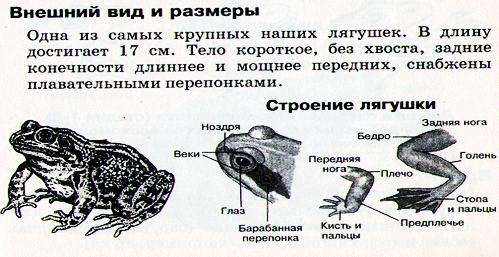 Внешний вид и размеры
Одна из самых крупных наших лягушек. В длину
достигает 17 см. Тело короткое, без хвоста, задние
конечности длиннее и мощнее передних, снабжены
плавательными перепонками.
Строение лягушки
Ноздря
Веки
Глаз
Барабанная
перепонка
Передняя
нога
Плечо
Кисть и
пальцы
Предплечье
Задняя нога
Бедро
Голень
Стопа
и пальцы